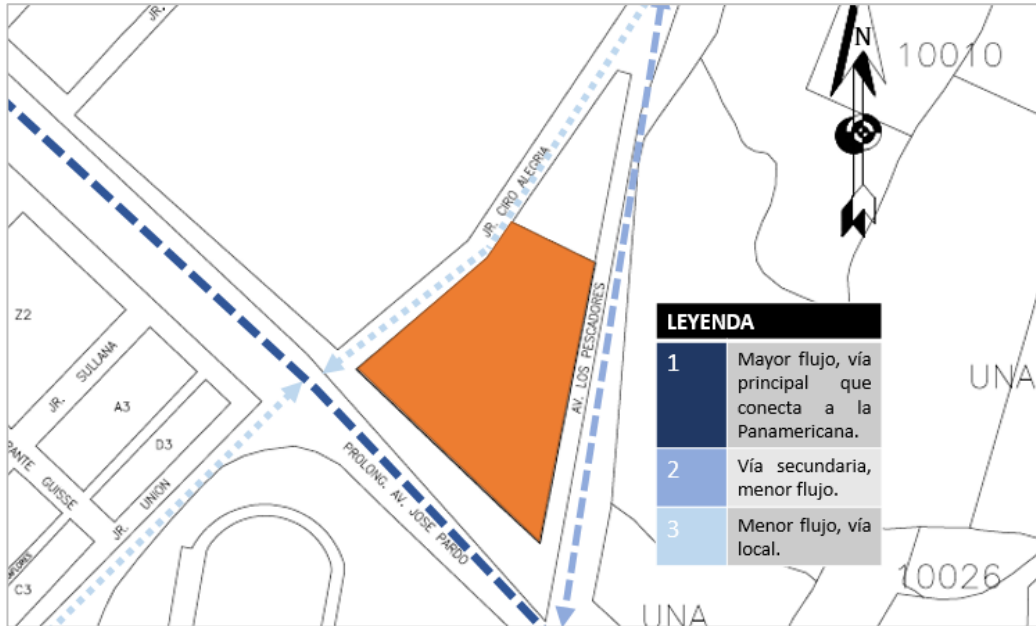 JR.
N
10010
JR. CIRO ALEGRIA
Z2
JR. SULLANA
A3
D3
AV. LOS PESCADORES
LEYENDA
1
Mayor flujo, vía
principal que
conecta a la
Panamericana.
2
Vía secundaria,
menor flujo.
3
Menor flujo, vía
local.
UNA
RANTE GUISSE
JR. UNION
PROLONG. AV. JOSE PARDO
C3
10026
UNA